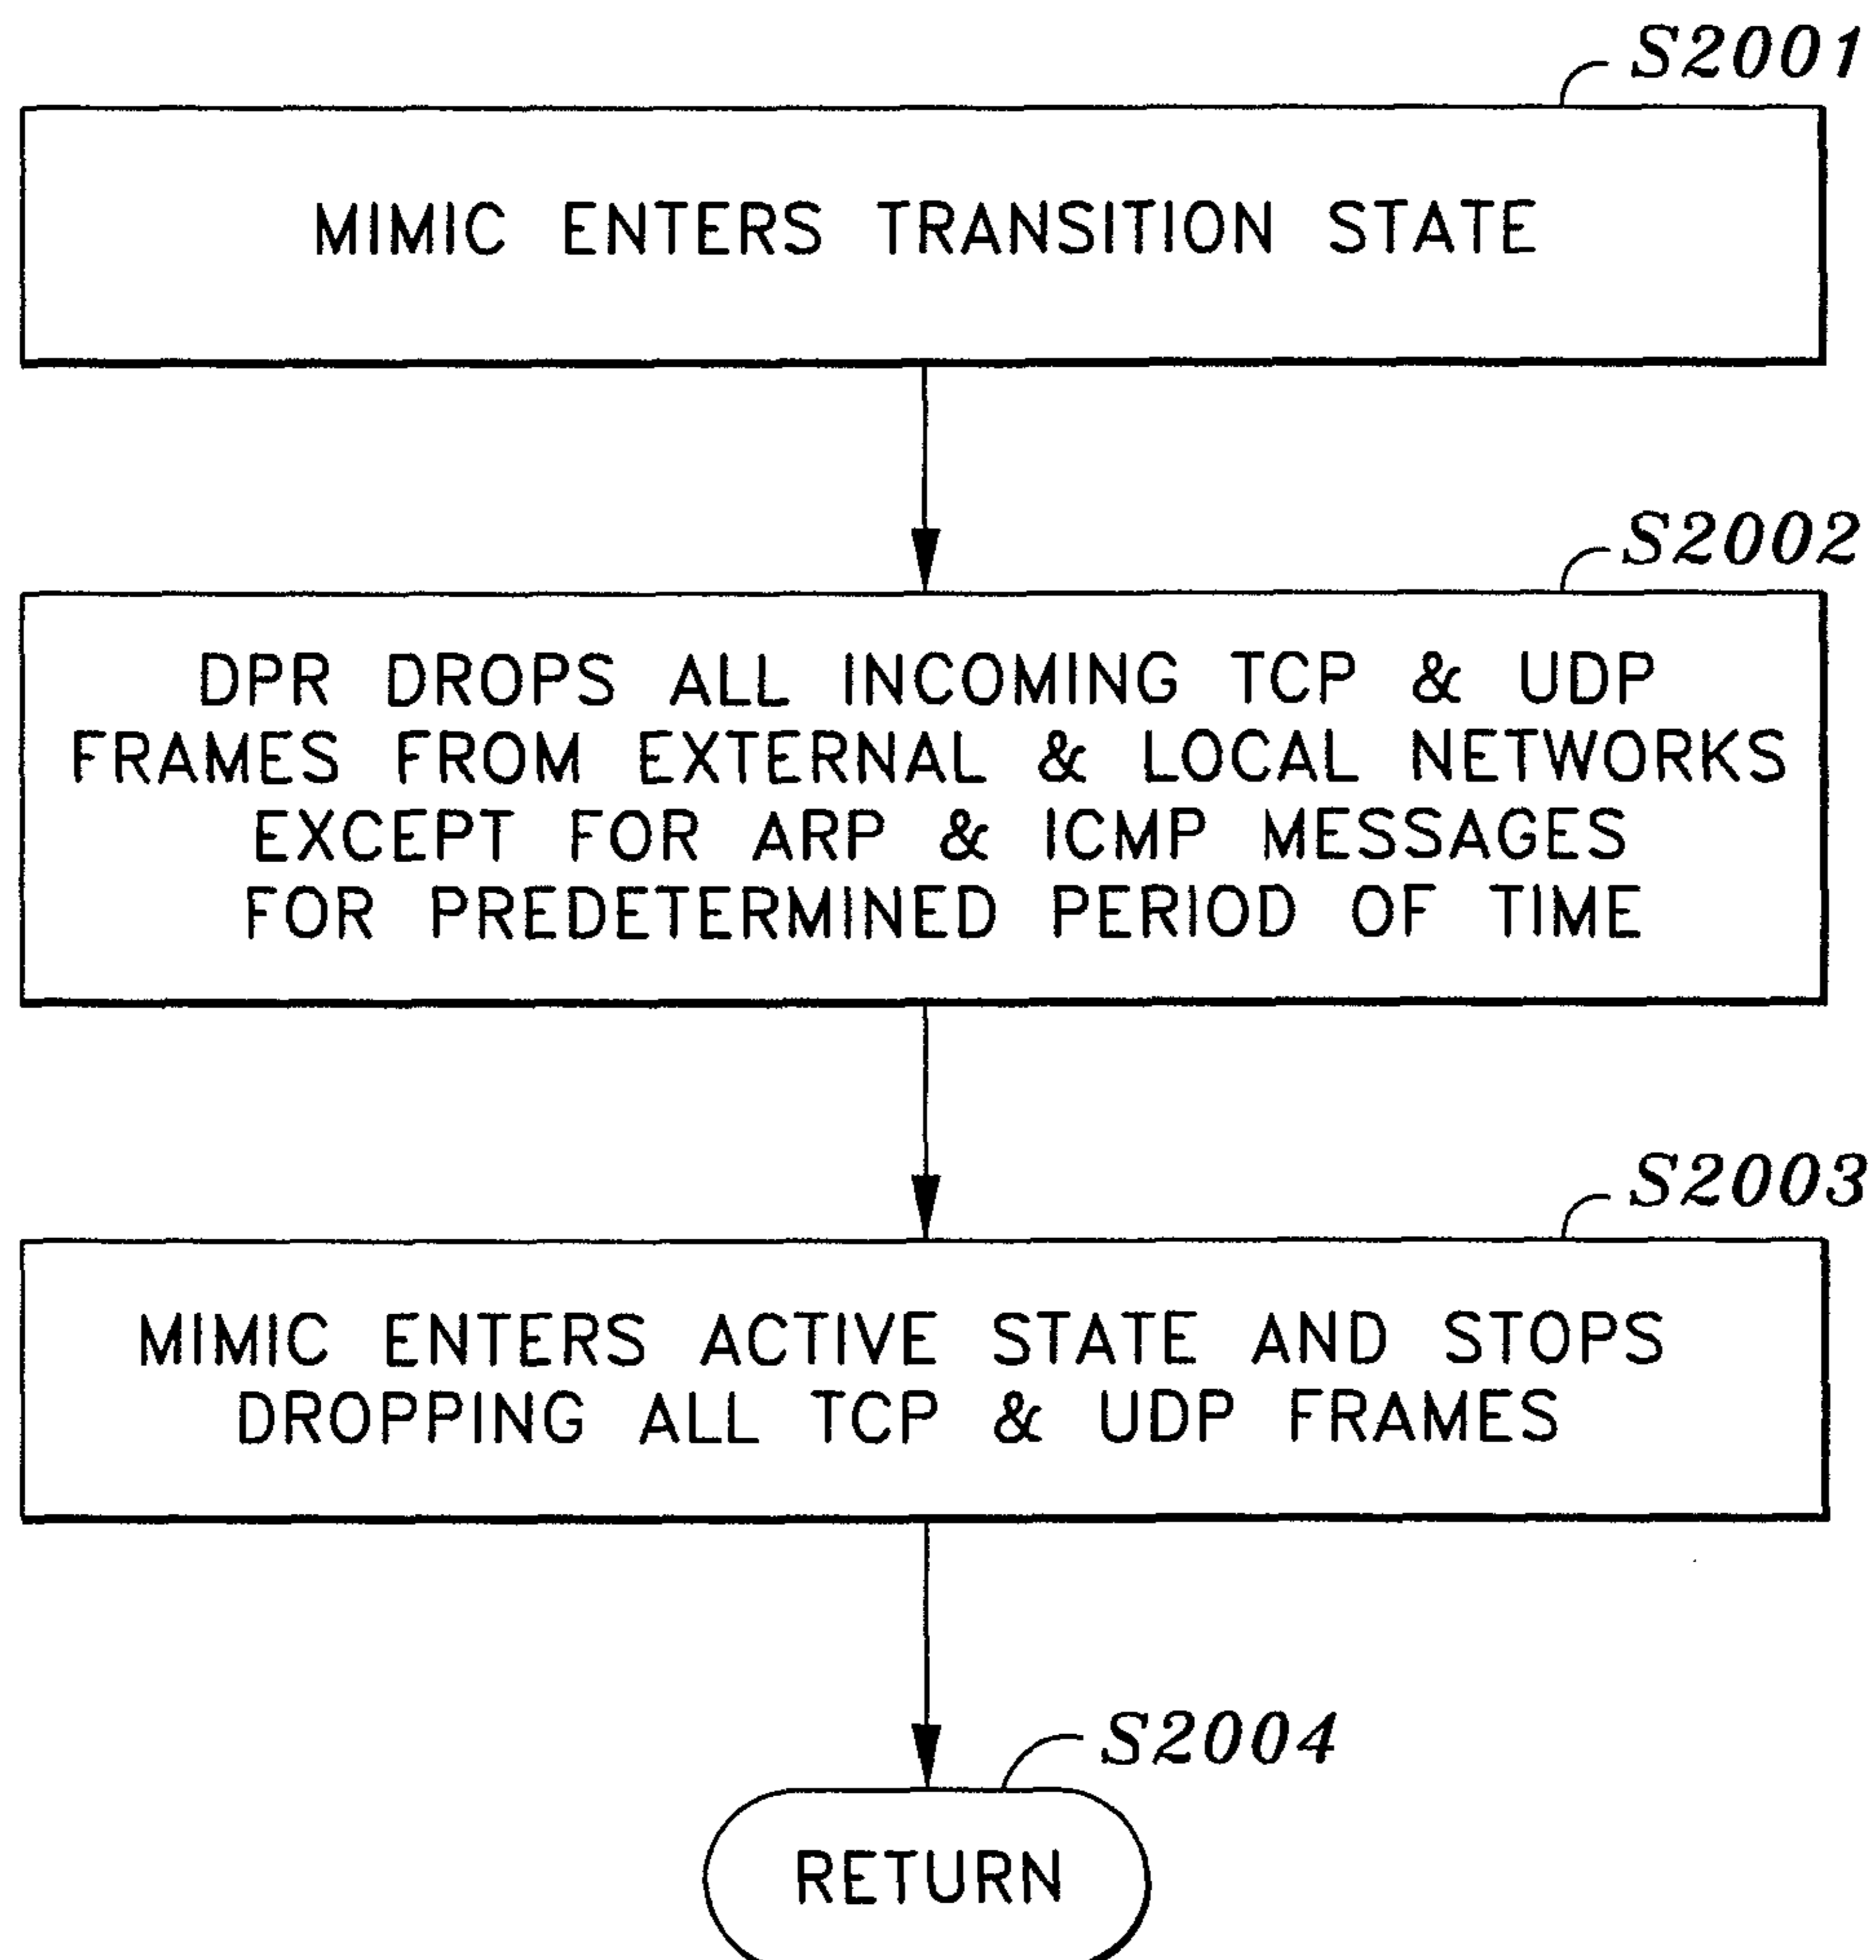 S2001
MIMIC ENTERS TRANSITION STATE
S2002
DPR DROPS ALL INCOMING TCP & UDP
FRAMES FROM EXTERNAL & LOCAL NETWORKS
EXCEPT FOR ARP & ICMP MESSAGES
FOR PREDETERMINED PERIOD OF TIME
S2003
MIMIC ENTERS ACTIVE STATE AND STOPS
DROPPING ALL TCP & UDP FRAMES
S2004
RETURN